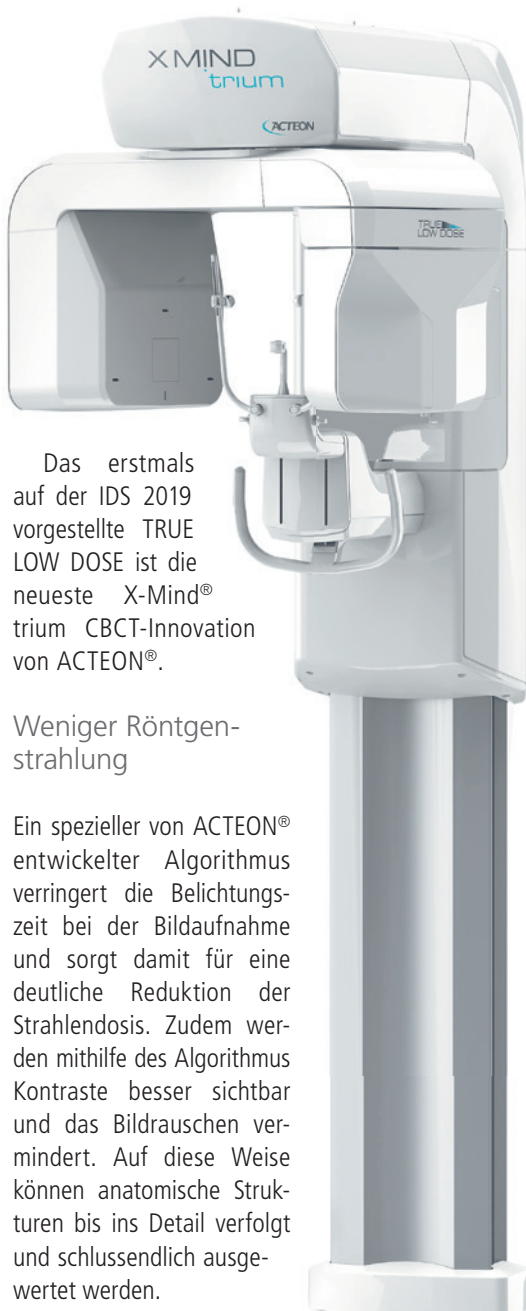 X MIND
trium
ACTEON
TRUE
LOW DOSE
Das erstmals
auf der IDS 2019
vorgestellte TRUE
LOW DOSE ist die
neueste X-Mind®
trium CBCT-Innovation
von ACTEON®.
Weniger Röntgen-
strahlung
Ein spezieller von ACTEON®
entwickelter Algorithmus
verringert die Belichtungs-
zeit bei der Bildaufnahme
und sorgt damit für eine
deutliche Reduktion der
Strahlendosis. Zudem wer-
den mithilfe des Algorithmus
Kontraste besser sichtbar
und das Bildrauschen ver-
mindert. Auf diese Weise
können anatomische Struk-
turen bis ins Detail verfolgt
und schlussendlich ausge-
wertet werden.